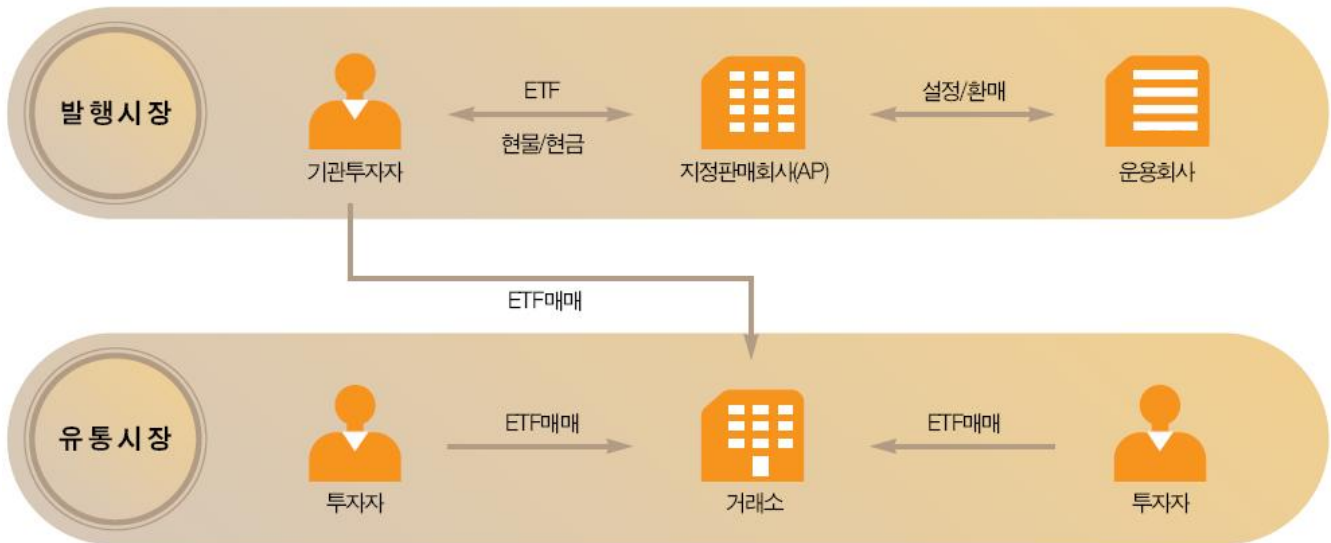 발행시장
기관투자자
ETF
현물/현금
지정판매회사(AP)
설정/환매
운용회사
ETF매매
유통시장
투자자
ETF매매
거래소
ETF매매
투자자